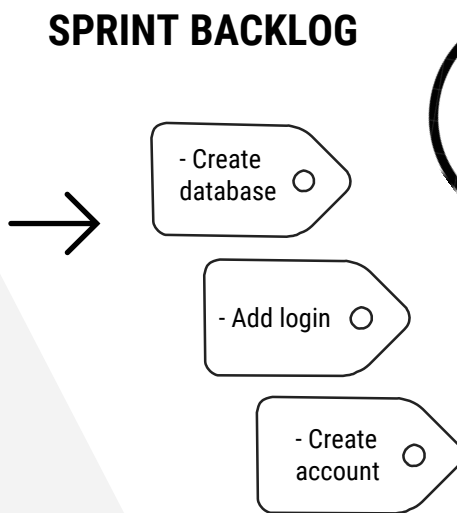 SPRINT BACKLOG
- Create
database
- Add login
- Create
account